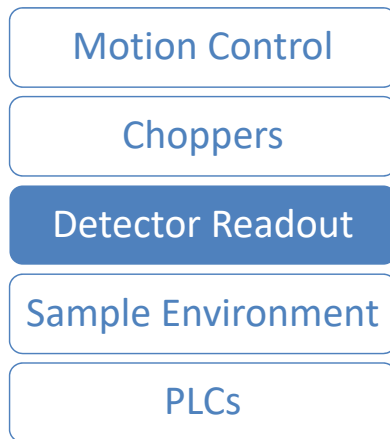 Motion Control
Choppers
Detector Readout
Sample Environment
PLCs